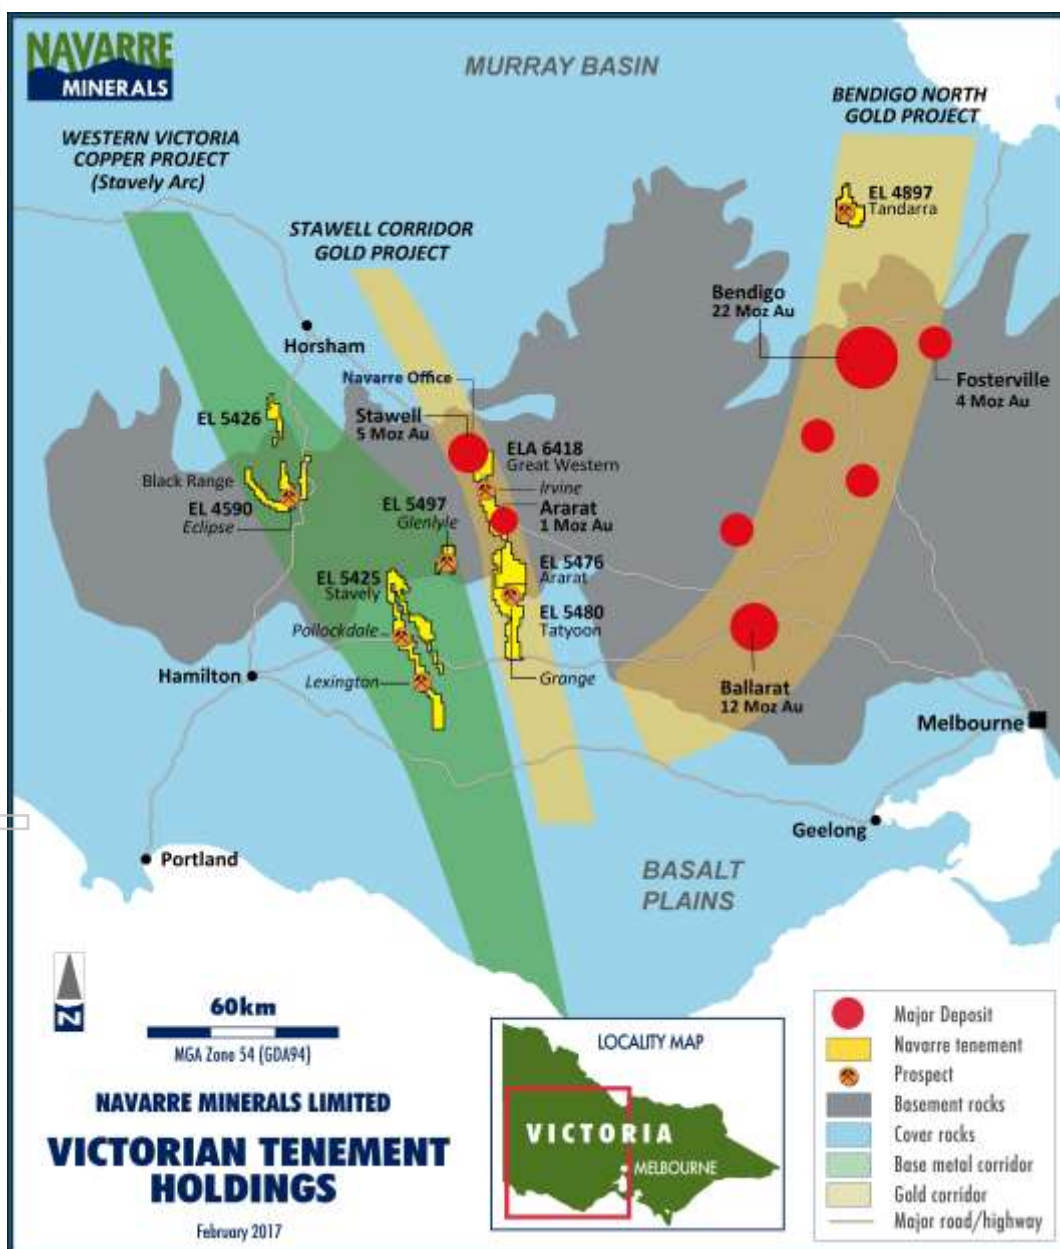 NAVARRE
MINERALS
MURRAY BASIN
BENDIGO NORTH
GOLD PROJECT
WESTERN VICTORIA
COPPER PROJECT
(Stavely Arc)
EL 4897
Tandarra
STAWELL CORRIDOR
GOLD PROJECT
Bendigo
22 Moz Au
Horsham
Navarre Office
Fosterville
4 Moz Au
EL 5426
Stawell
5 Moz Au
ELA 6418
Great Western
Black Range
Irvine
EL 4590
Eclipse
EL 5497
Glenlyle
Ararat
1 Moz Au
EL 5476
Ararat
EL 5425
Stavely
EL 5480
Tatyoon
Pollockdale
Hamilton
Lexington
Grange
Ballarat
12 Moz Au
Melbourne
Geelong
Portland
BASALT
PLAINS
N
60km
MGA Zone 54 (GDA94)
NAVARRE MINERALS LIMITED
VICTORIAN TENEMENT
HOLDINGS
February 2017
LOCALITY MAP
VICTORIA
MELBOURNE
Major Deposit
Navarre tenement
Prospect
Basement rocks
Cover rocks
Base metal corridor
Gold corridor
Major road/highway